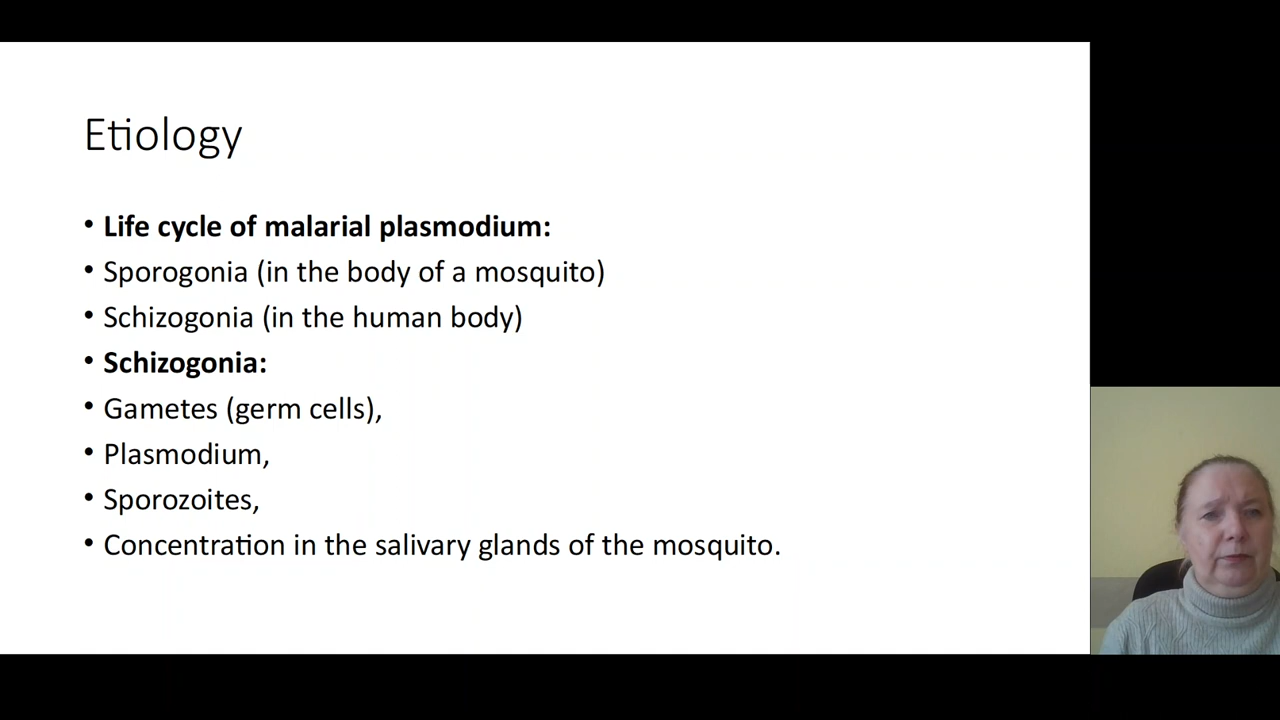 Etiology
• Life cycle of malarial plasmodium:
• Sporogonia (in the body of a mosquito)
• Schizogonia (in the human body)
• Schizogonia:
• Gametes (germ cells),
• Plasmodium,
• Sporozoites,
• Concentration in the salivary glands of the mosquito.